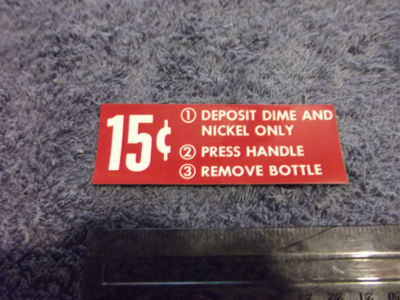 15¢
① DEPOSIT DIME AND
NICKEL ONLY
② PRESS HANDLE
③ REMOVE BOTTLE